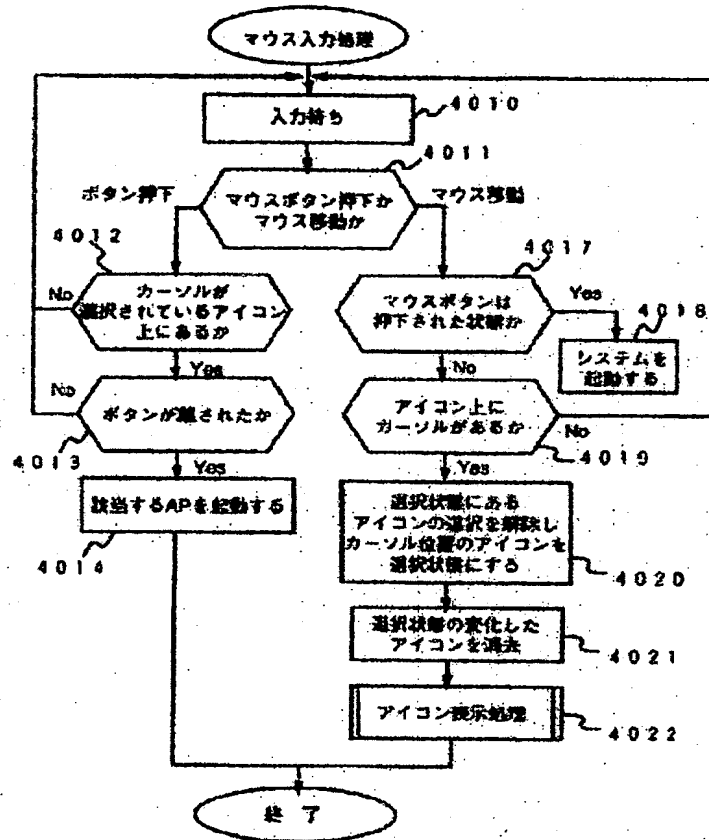 マウス入力処理
入力待ち
4010
4011
ボタン押下
マウスボタン押下か
マウス移動か
マウス移動
4012
4017
No
カーソルが
選択されているアイコン
上にあるか
マウスボタンは
押下された状態か
Yes
4018
システムを
起動する
Yes
No
No
ボタンが離されたか
アイコン上に
カーソルがあるか
No
4013
Yes
4019
Yes
該当するAPを起動する
4014
選択状態にある
アイコンの選択を解除し
カーソル位置のアイコンを
選択状態にする
4020
選択状態の変化した
アイコンを消去
4021
アイコン表示処理
4022
終了